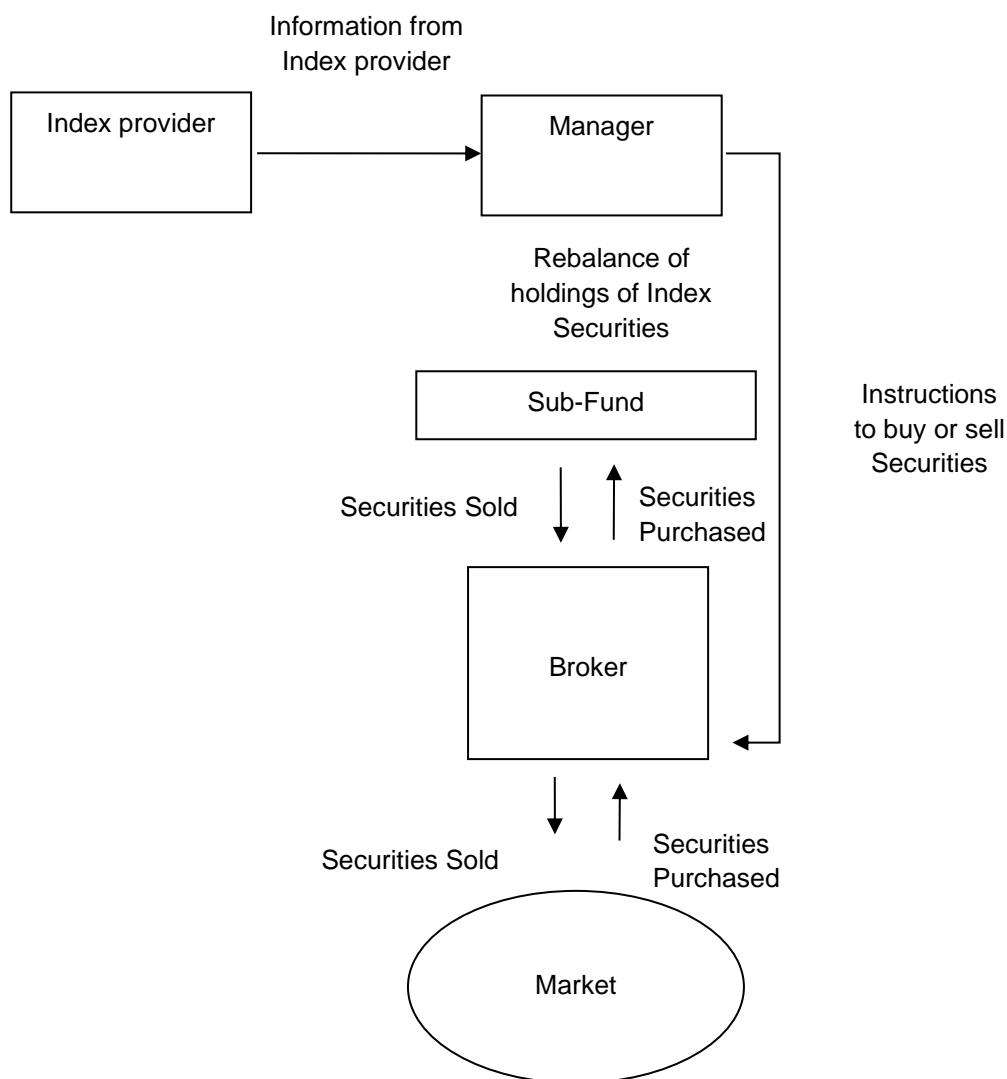 Information from
Index provider
Index provider
Manager
Rebalance of
holdings of Index
Securities
Sub-Fund
Instructions
to buy or sell
Securities
Securities Sold
Securities
Purchased
Broker
Securities Sold
Securities
Purchased
Market